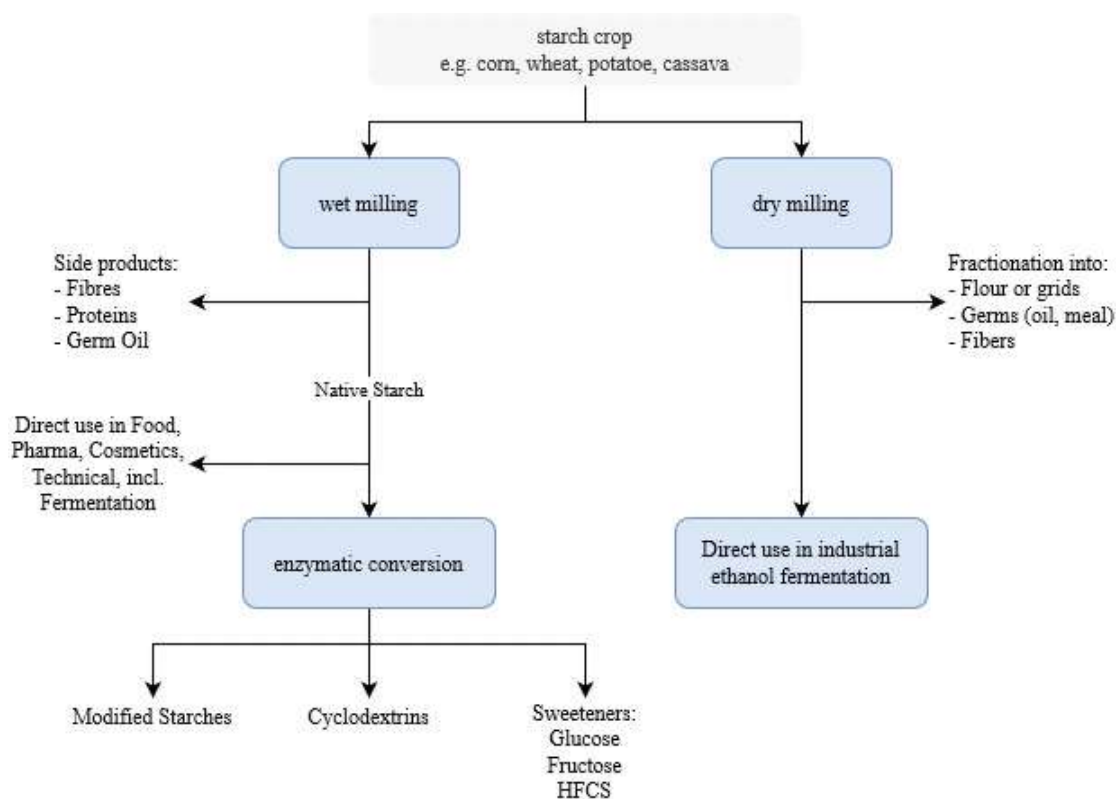 starch crop
e.g. corn, wheat, potatoe, cassava
wet milling
dry milling
Side products:
- Fibres
- Proteins
- Germ Oil
Fractionation into:
- Flour or grids
- Germs (oil, meal)
- Fibers
Native Starch
Direct use in Food,
Pharma, Cosmetics,
Technical, incl.
Fermentation
enzymatic conversion
Direct use in industrial
ethanol fermentation
Modified Starches
Cyclodextrins
Sweeteners:
Glucose
Fructose
HFCS